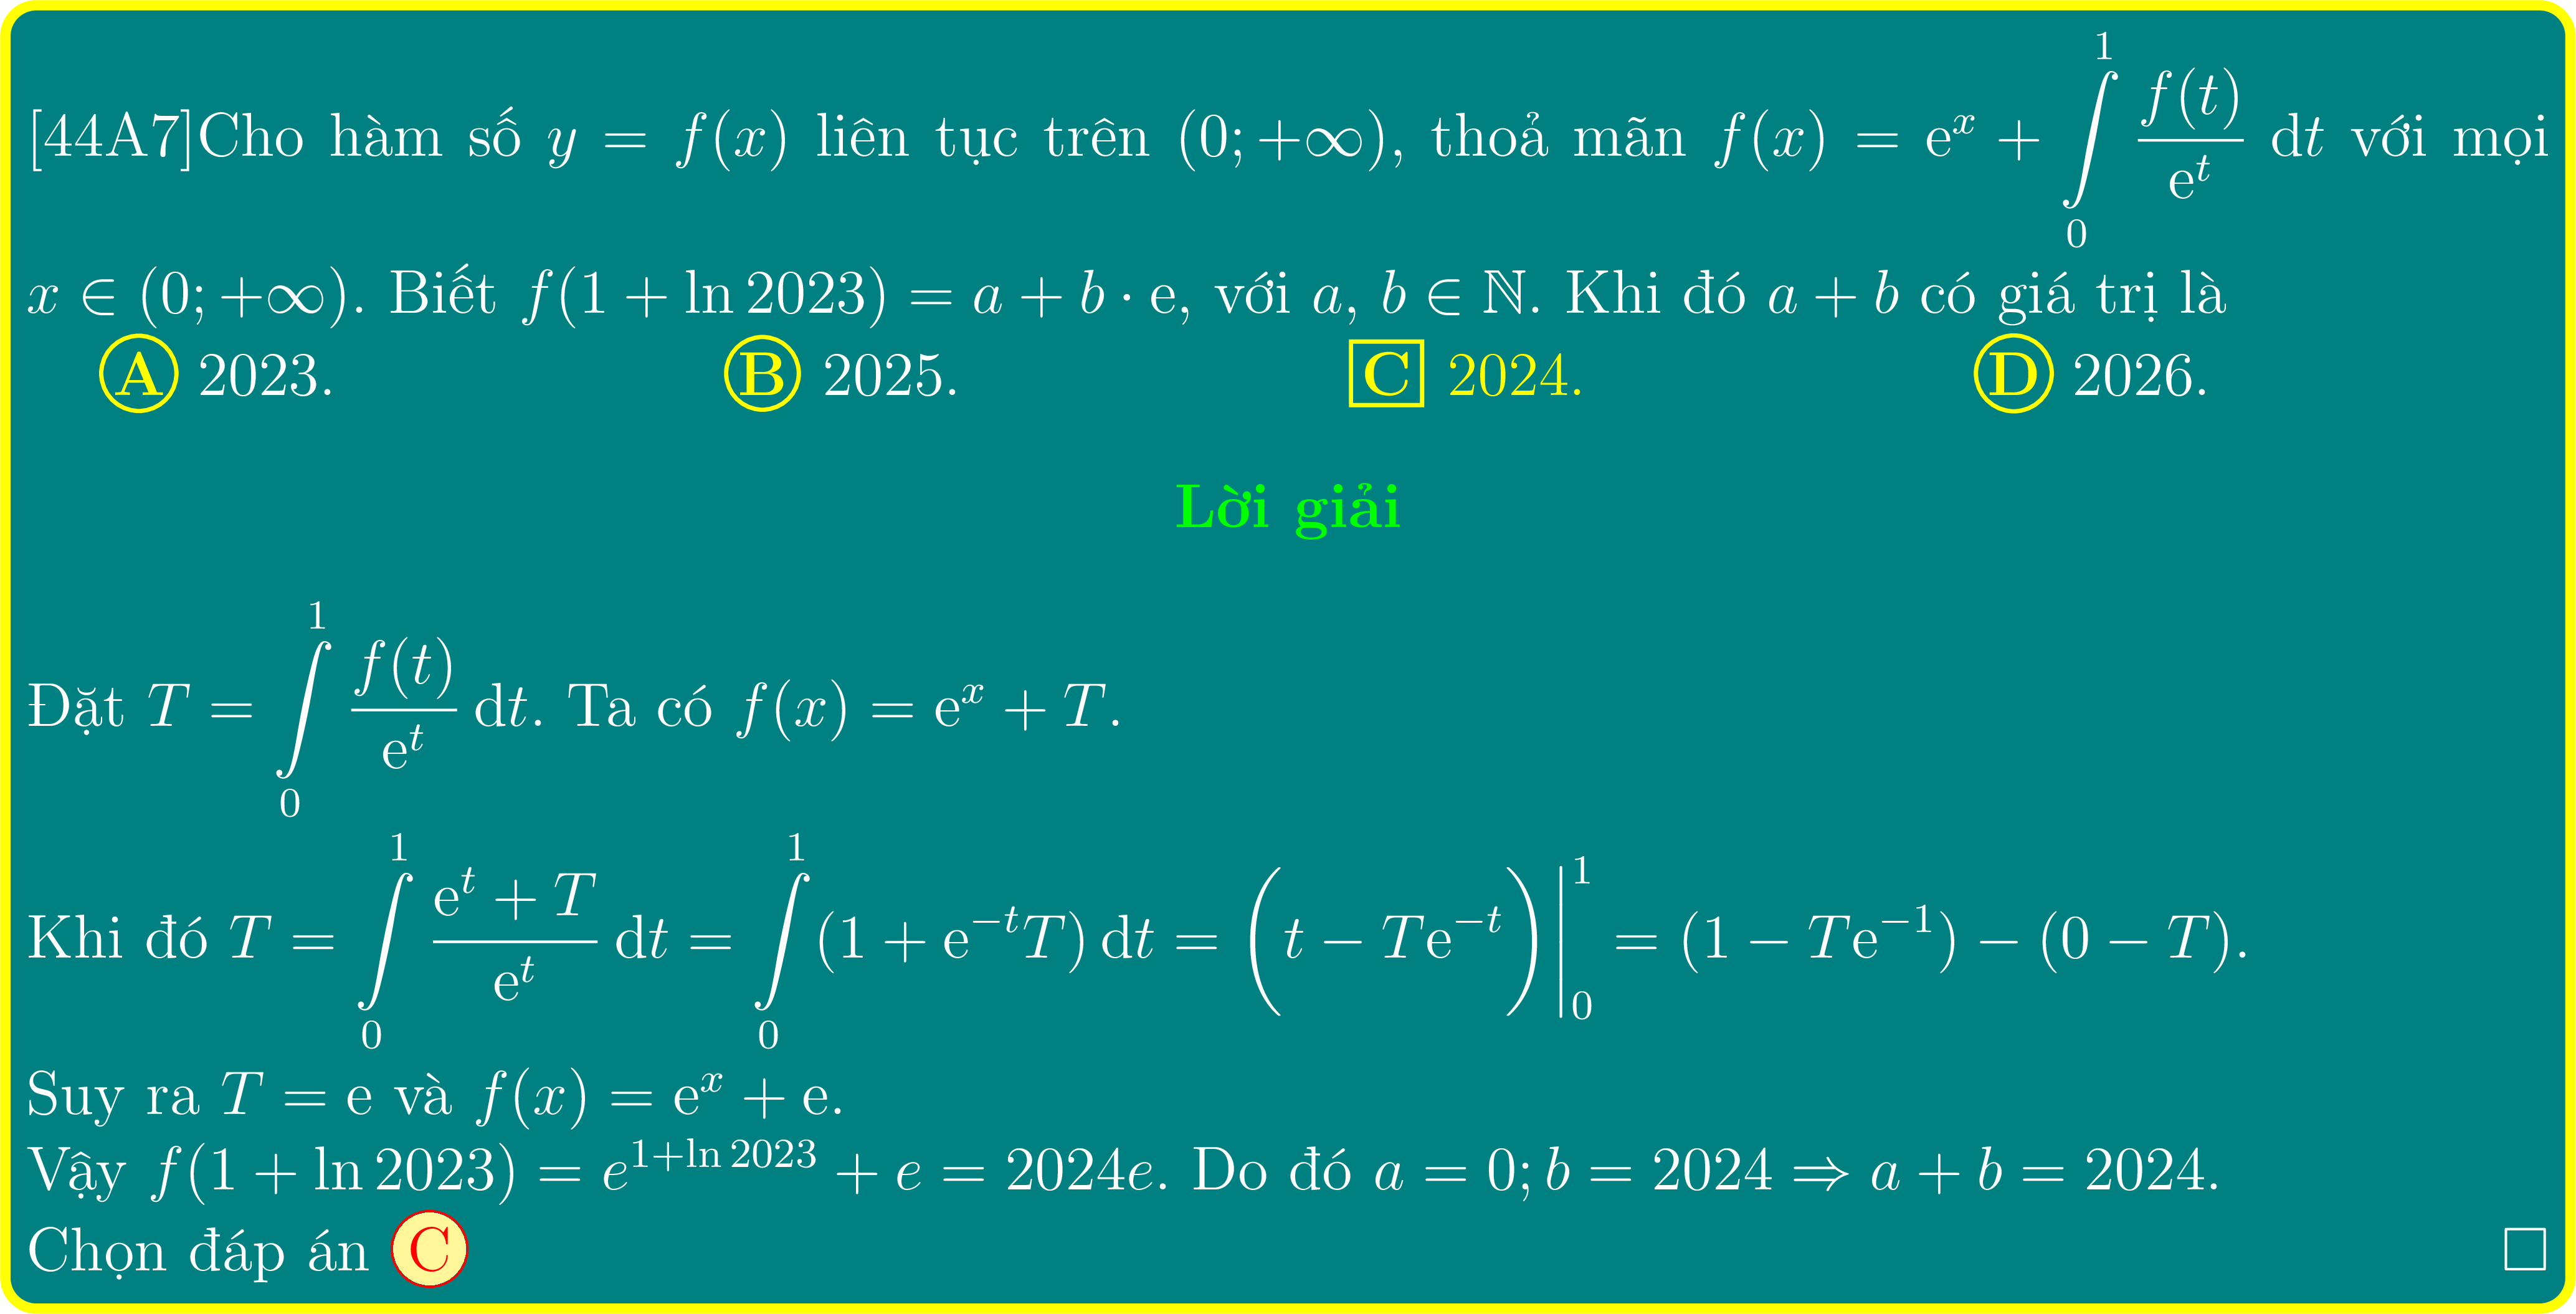 [44A7]Cho hàm số y = f(x) liên tục trên (0; +∞), thoả mãn f(x) = e^x + ∫_0^1 f(t)/e^t dt với mọi
x ∈ (0; +∞). Biết f(1 + ln 2023) = a + b · e, với a, b ∈ ℕ. Khi đó a + b có giá trị là
A 2023. B 2025. C 2024. D 2026.
Lời giải
Đặt T = ∫_0^1 f(t)/e^t dt. Ta có f(x) = e^x + T.
Khi đó T = ∫_0^1 (e^t + T)/e^t dt = ∫_0^1 (1 + e^{−t}T) dt = (t − Te^{−t})|_0^1 = (1 − Te^{−1}) − (0 − T).
Suy ra T = e và f(x) = e^x + e.
Vậy f(1 + ln 2023) = e^{1+ln 2023} + e = 2024e. Do đó a = 0; b = 2024 ⇒ a + b = 2024.
Chọn đáp án C □